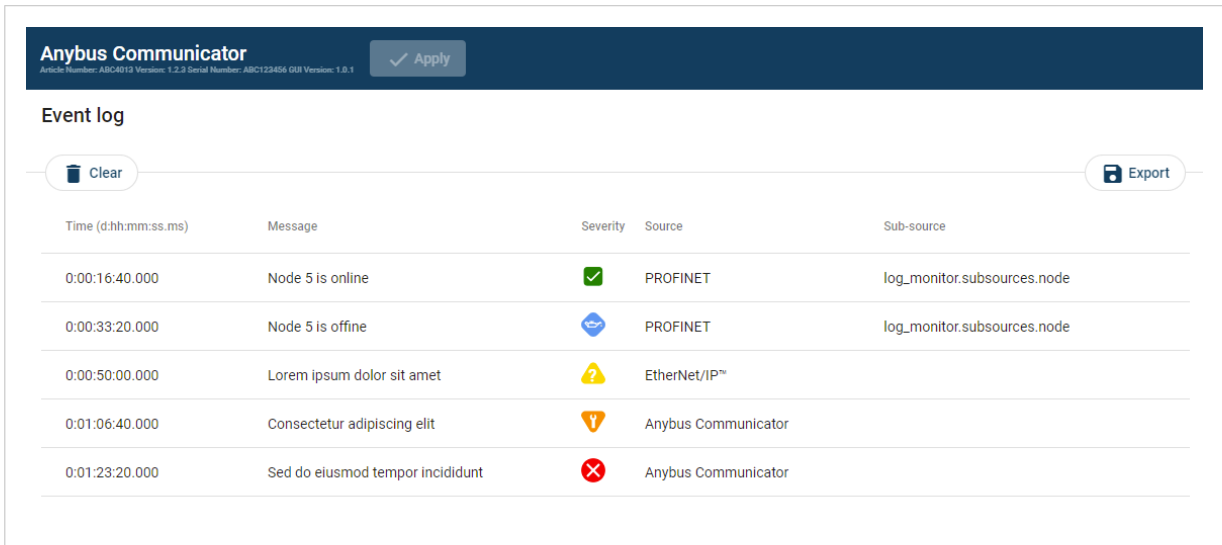 Anybus Communicator
Article Number: ABC4013 Version: 1.2.3 Serial Number: ABC123456 GUI Version: 1.0.1
Apply
Event log
Clear
Export
Time (d:hh:mm:ss.ms) Message Severity Source Sub-source
0:00:16:40.000 Node 5 is online PROFINET log_monitor.subsources.node
0:00:33:20.000 Node 5 is offine PROFINET log_monitor.subsources.node
0:00:50:00.000 Lorem ipsum dolor sit amet ? EtherNet/IP™
0:01:06:40.000 Consectetur adipiscing elit Anybus Communicator
0:01:23:20.000 Sed do eiusmod tempor incididunt Anybus Communicator